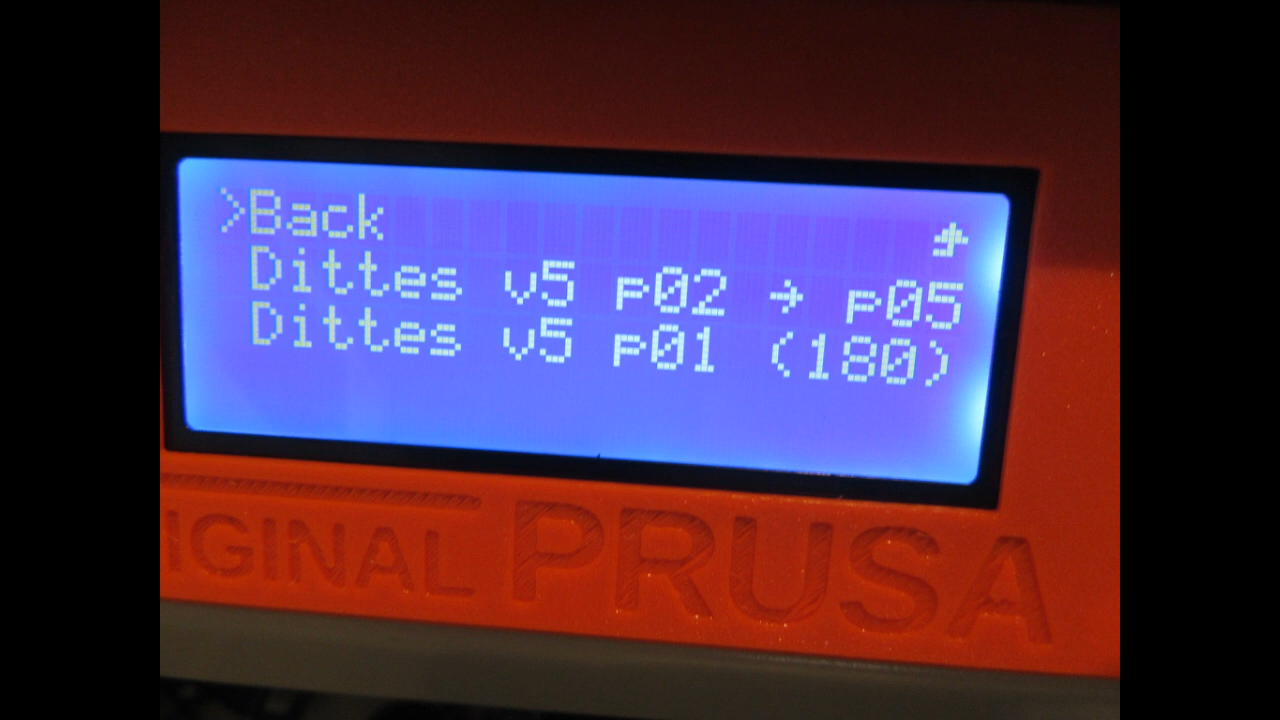 >Back
Dittes v5 p02 → p05
Dittes v5 p01 (180)
IGINAL PRUSA